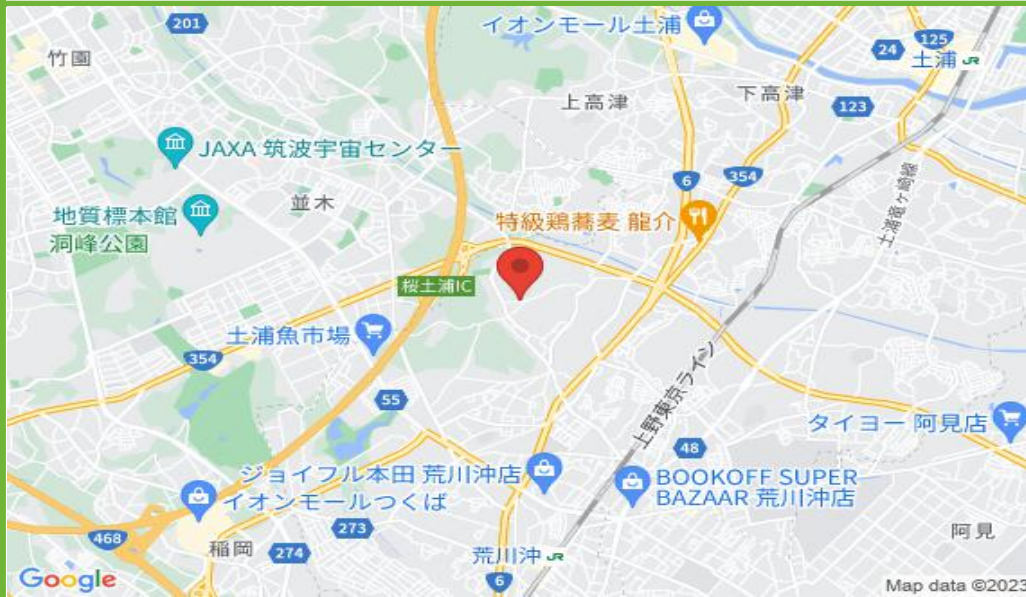 201
イオンモール土浦
竹園
24
125
土浦 JR
上高津
下高津
123
JAXA 筑波宇宙センター
354
6
土浦竜ヶ崎線
並木
地質標本館
洞峰公園
特級鶏蕎麦 龍介
桜土浦IC
土浦魚市場
354
55
上野東京ライン
タイヨー 阿見店
48
ジョイフル本田 荒川沖店
BOOKOFF SUPER
BAZAAR 荒川沖店
イオンモールつくば
468
273
稲岡
274
荒川沖 JR
阿見
6
Google
Map data ©2023